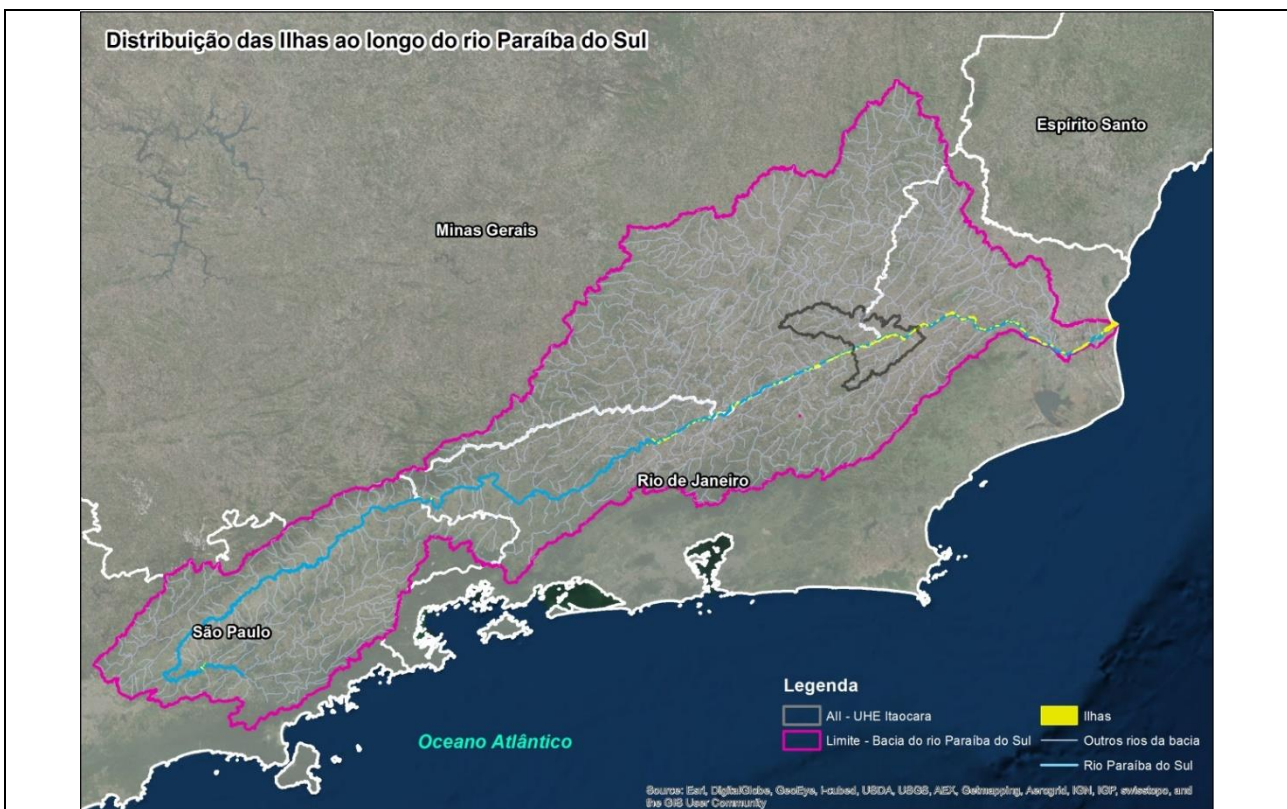 Distribuição das Ilhas ao longo do rio Paraíba do Sul
Espírito Santo
Minas Gerais
Rio de Janeiro
São Paulo
Oceano Atlântico
Legenda
AII - UHE Itaocara
Limite - Bacia do rio Paraíba do Sul
Ilhas
Outros rios da bacia
Rio Paraíba do Sul
Source: Esri, DigitalGlobe, GeoEye, i-cubed, USDA, USGS, AEX, Getmapping, Aerogrid, IGN, IGP, swisstopo, and
the GIS User Community